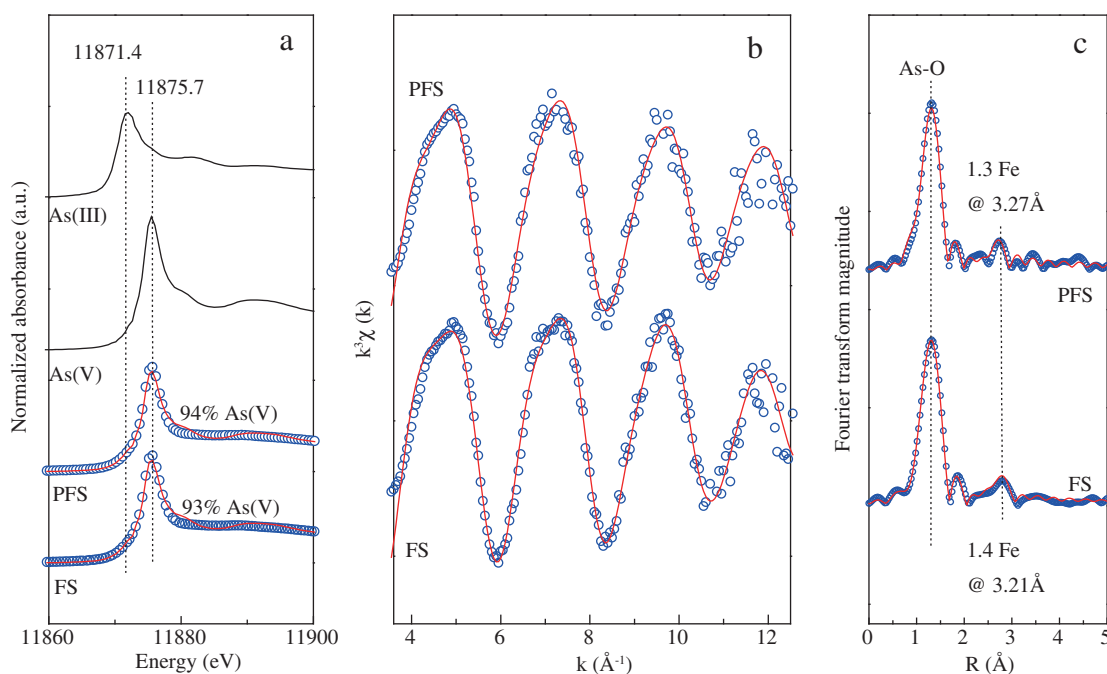 a
11871.4
11875.7
As(III)
As(V)
94% As(V)
PFS
93% As(V)
FS
Normalized absorbance (a.u.)
11860 11880 11900
Energy (eV)
b
PFS
FS
k³χ (k)
4 6 8 10 12
k (Å⁻¹)
c
As-O
1.3 Fe
@ 3.27Å
PFS
FS
1.4 Fe
@ 3.21Å
Fourier transform magnitude
0 1 2 3 4 5
R (Å)